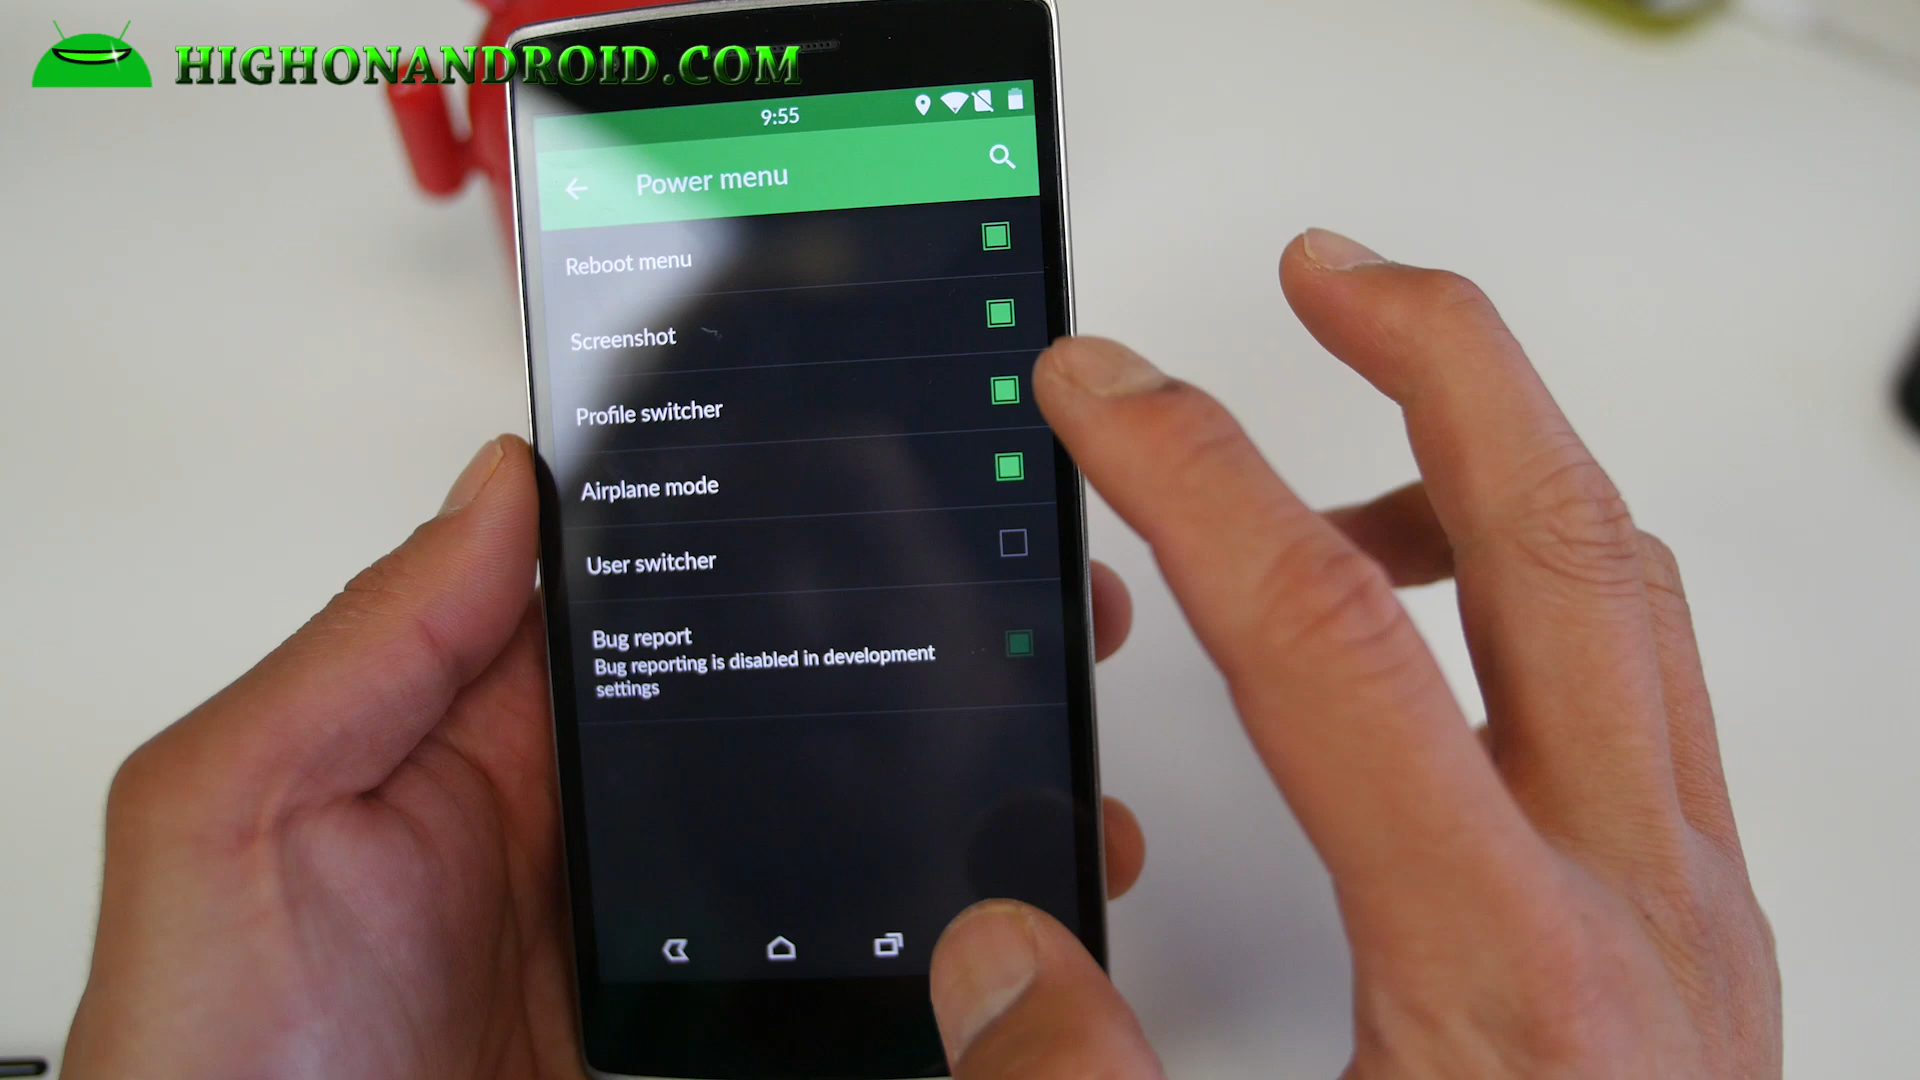 HIGHONANDROID.COM
9:55
Power menu
Reboot menu
Screenshot
Profile switcher
Airplane mode
User switcher
Bug report
Bug reporting is disabled in development
settings